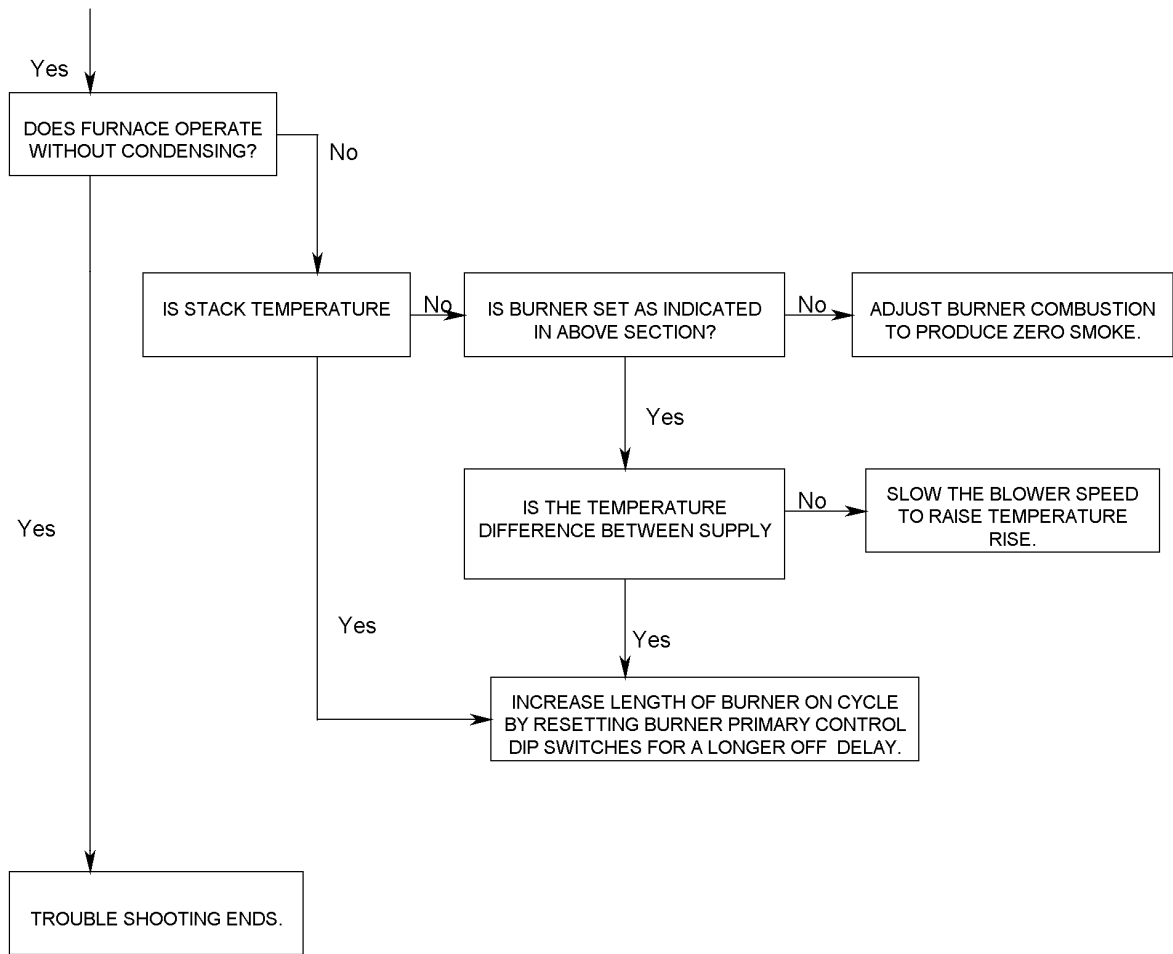 Yes
DOES FURNACE OPERATE
WITHOUT CONDENSING?
No
IS STACK TEMPERATURE
No
IS BURNER SET AS INDICATED
IN ABOVE SECTION?
No
ADJUST BURNER COMBUSTION
TO PRODUCE ZERO SMOKE.
Yes
IS THE TEMPERATURE
DIFFERENCE BETWEEN SUPPLY
No
SLOW THE BLOWER SPEED
TO RAISE TEMPERATURE
RISE.
Yes
Yes
Yes
INCREASE LENGTH OF BURNER ON CYCLE
BY RESETTING BURNER PRIMARY CONTROL
DIP SWITCHES FOR A LONGER OFF DELAY.
TROUBLE SHOOTING ENDS.